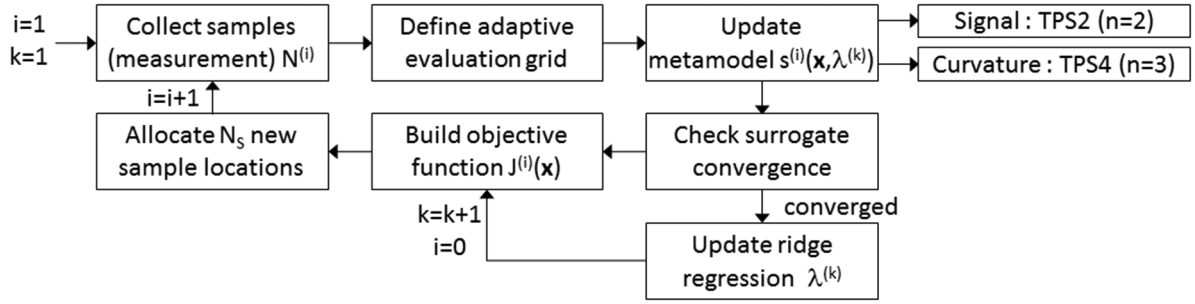 i=1
k=1
Collect samples
(measurement) N(i)
Define adaptive
evaluation grid
Update
metamodel s(i)(x,λ(k))
Signal : TPS2 (n=2)
Curvature : TPS4 (n=3)
i=i+1
Allocate NS new
sample locations
Build objective
function J(i)(x)
Check surrogate
convergence
k=k+1
i=0
converged
Update ridge
regression λ(k)